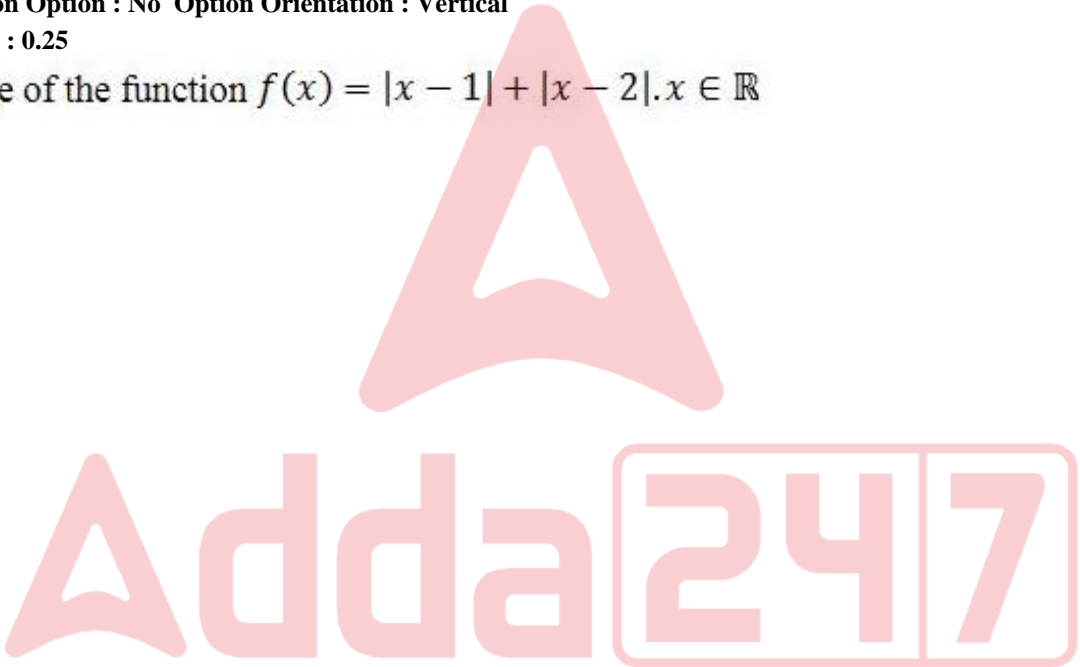 on Option : No Option Orientation : Vertical
: 0.25
e of the function f(x) = |x − 1| + |x − 2|.x ∈ ℝ
Adda247